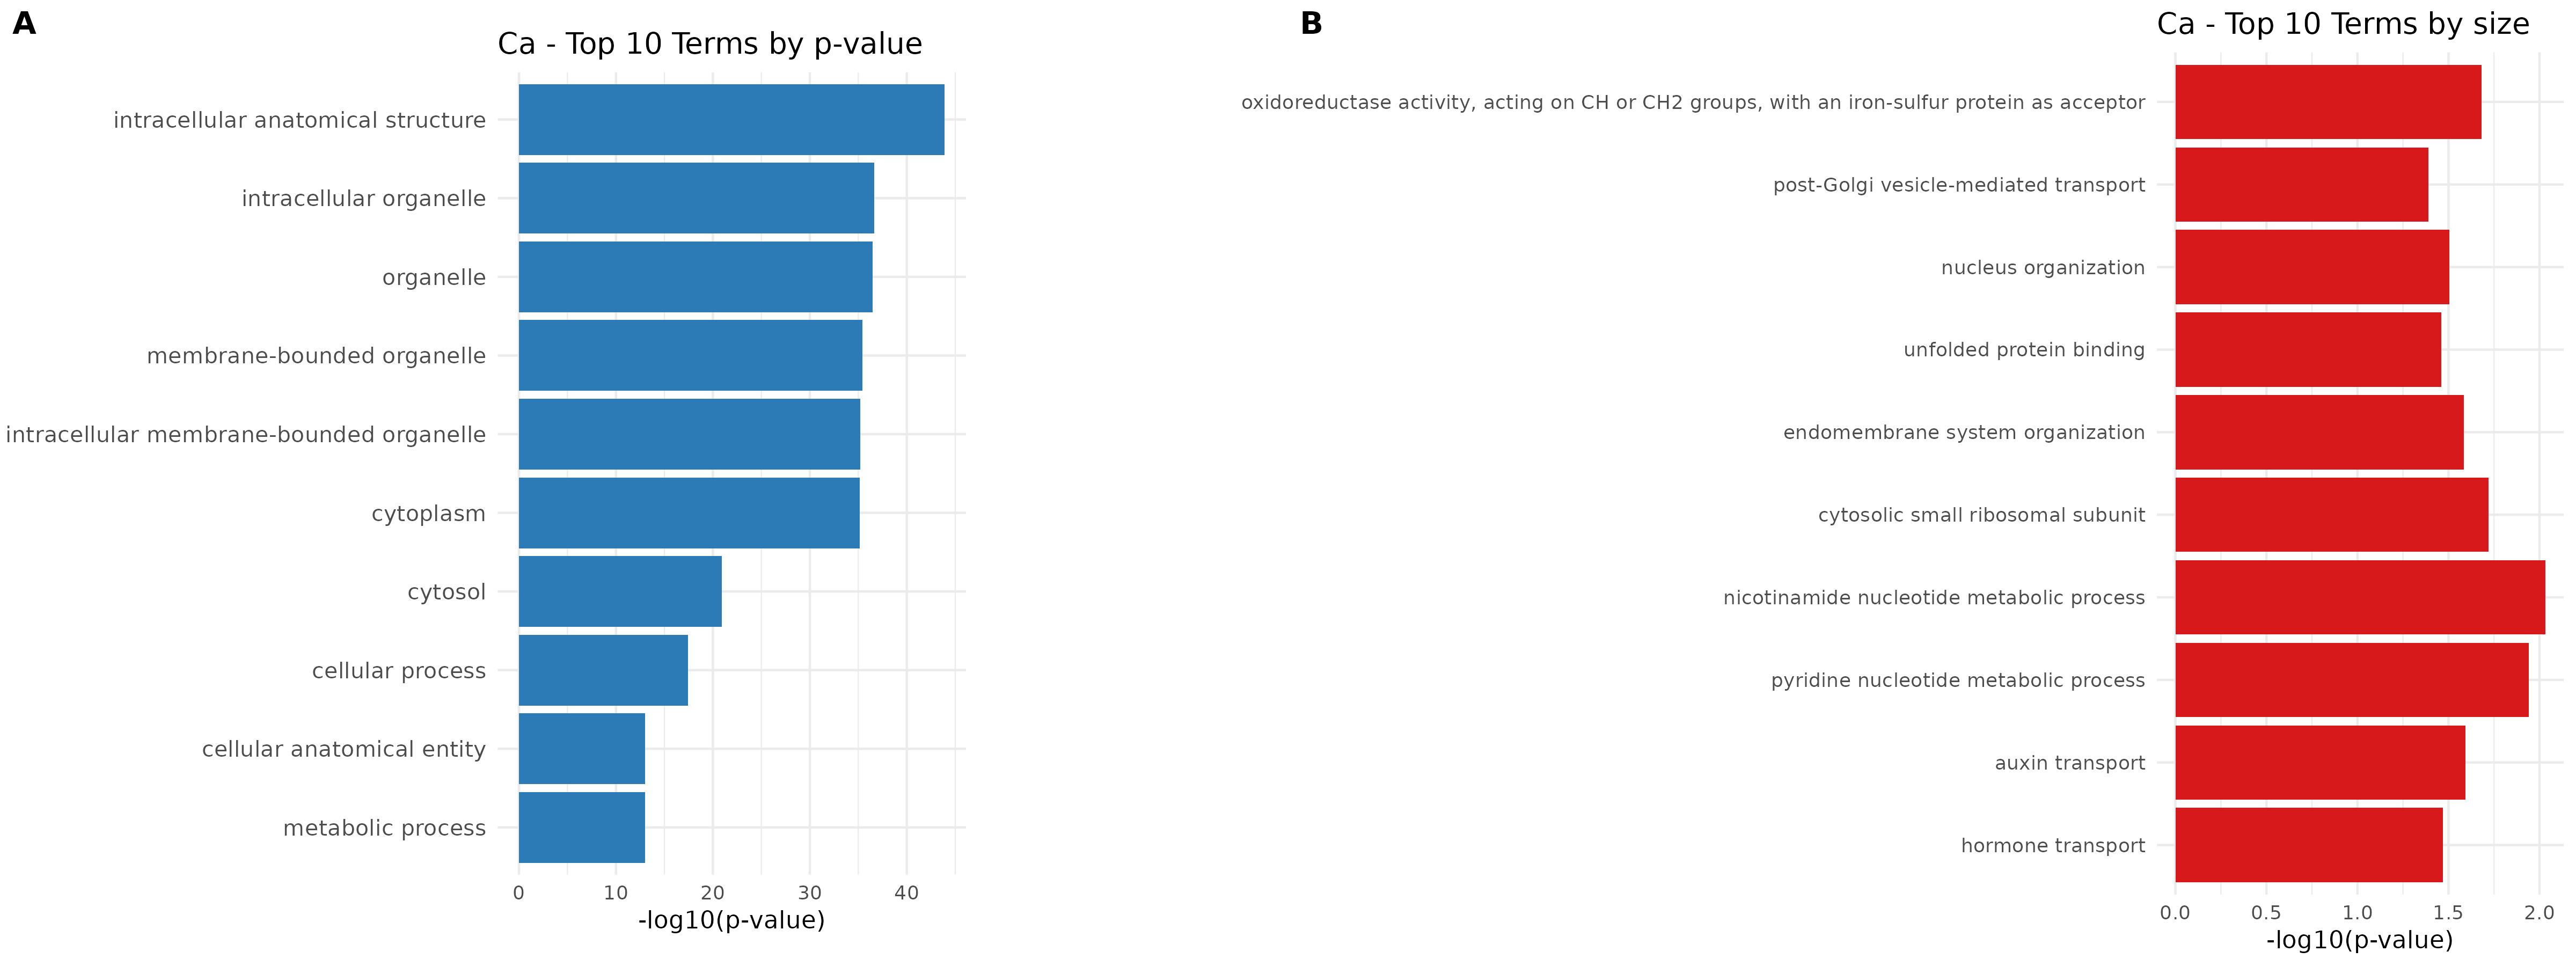 A
Ca - Top 10 Terms by p-value
intracellular anatomical structure
intracellular organelle
organelle
membrane-bounded organelle
intracellular membrane-bounded organelle
cytoplasm
cytosol
cellular process
cellular anatomical entity
metabolic process
0 10 20 30 40
-log10(p-value)
B
Ca - Top 10 Terms by size
oxidoreductase activity, acting on CH or CH2 groups, with an iron-sulfur protein as acceptor
post-Golgi vesicle-mediated transport
nucleus organization
unfolded protein binding
endomembrane system organization
cytosolic small ribosomal subunit
nicotinamide nucleotide metabolic process
pyridine nucleotide metabolic process
auxin transport
hormone transport
0.0 0.5 1.0 1.5 2.0
-log10(p-value)